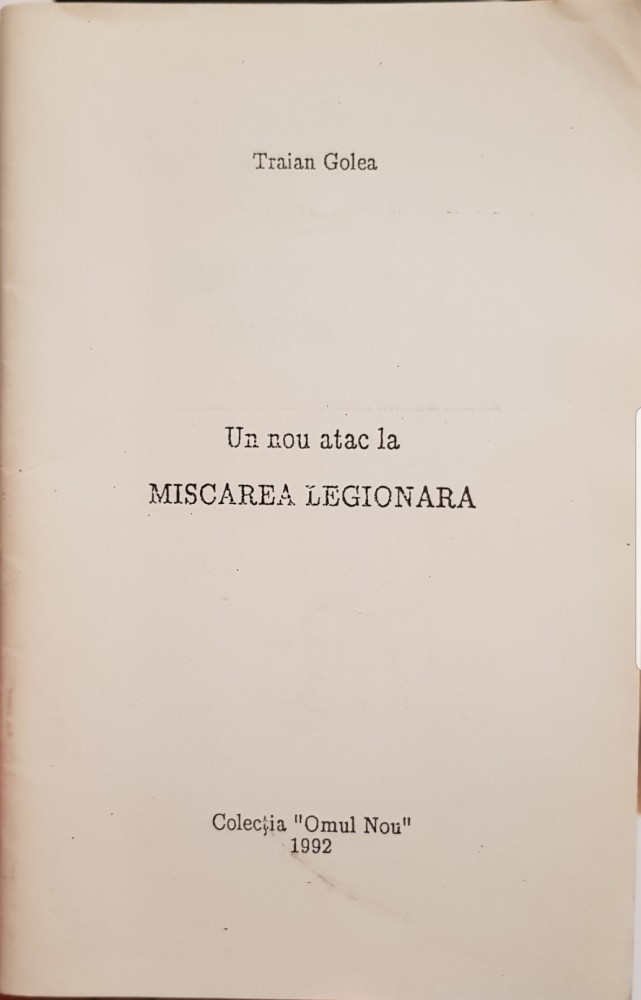 Traian Golea
Un nou atac la
MISCAREA LEGIONARA
Colecția "Omul Nou"
1992